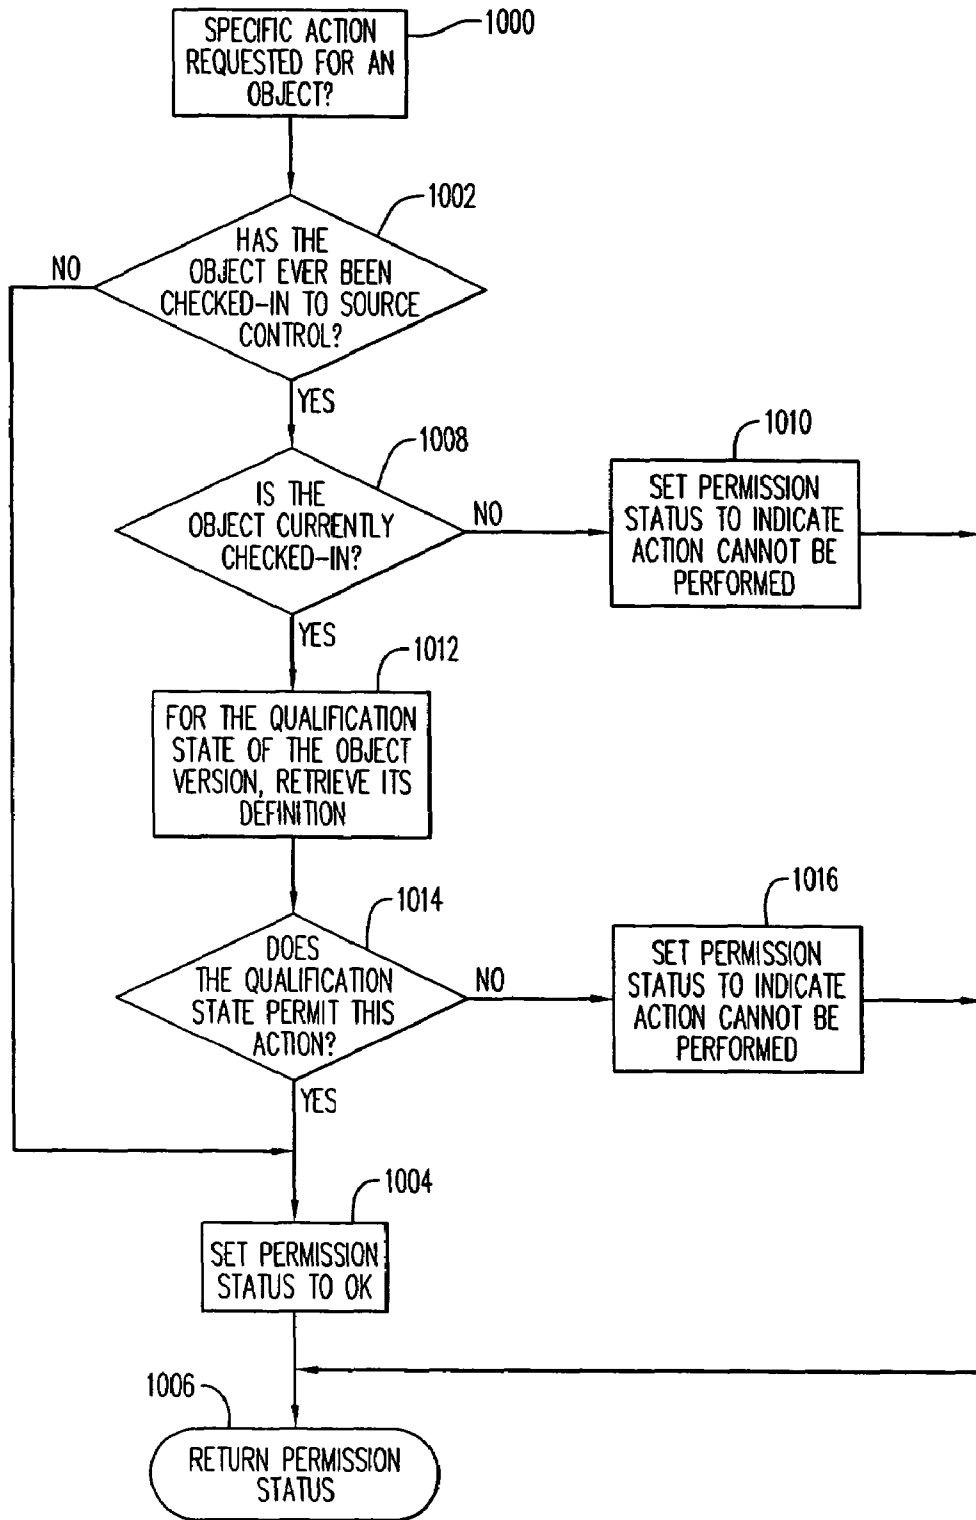 SPECIFIC ACTION
REQUESTED FOR AN
OBJECT?
1000
1002
HAS THE
OBJECT EVER BEEN
CHECKED-IN TO SOURCE
CONTROL?
NO
YES
1008
IS THE
OBJECT CURRENTLY
CHECKED-IN?
NO
1010
SET PERMISSION
STATUS TO INDICATE
ACTION CANNOT BE
PERFORMED
YES
1012
FOR THE QUALIFICATION
STATE OF THE OBJECT
VERSION, RETRIEVE ITS
DEFINITION
1014
DOES
THE QUALIFICATION
STATE PERMIT THIS
ACTION?
NO
1016
SET PERMISSION
STATUS TO INDICATE
ACTION CANNOT BE
PERFORMED
YES
1004
SET PERMISSION
STATUS TO OK
1006
RETURN PERMISSION
STATUS